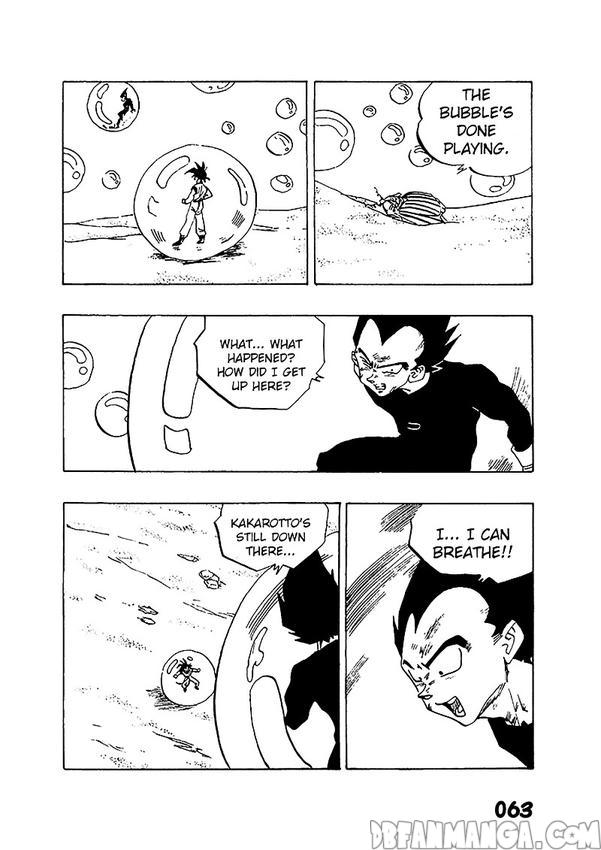 THE
BUBBLE'S
DONE
PLAYING.
WHAT... WHAT
HAPPENED?
HOW DID I GET
UP HERE?
I... I CAN
BREATHE!!
KAKAROTTO'S
STILL DOWN
THERE...
063
DBFANMANGA.COM